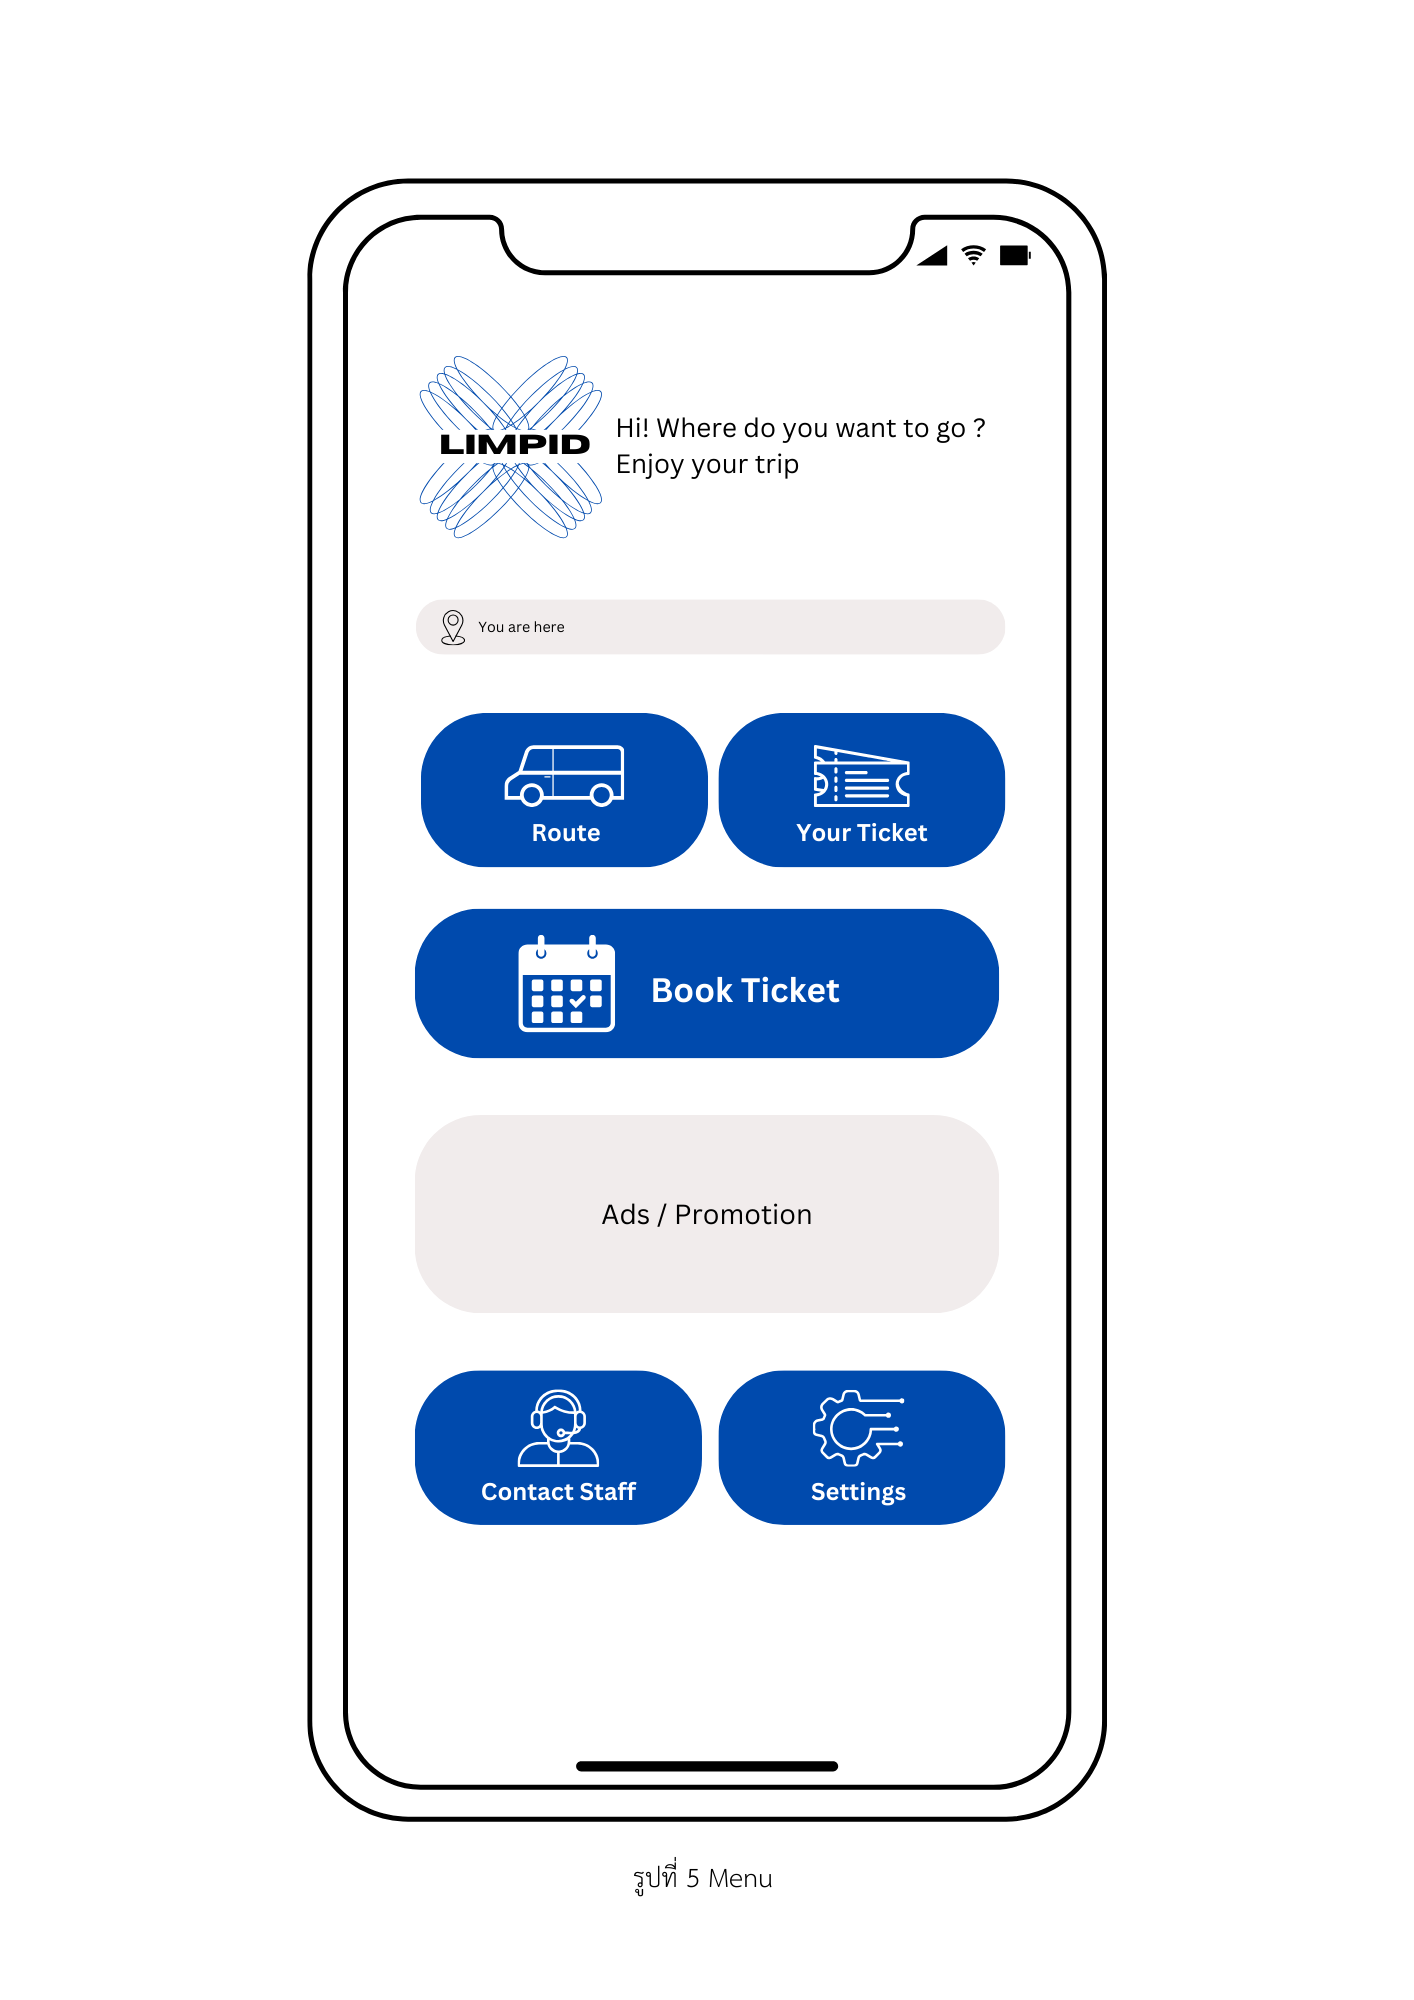 LIMPID
Hi! Where do you want to go ?
Enjoy your trip
You are here
Route
Your Ticket
Book Ticket
Ads / Promotion
Contact Staff
Settings
รูปที่ 5 Menu